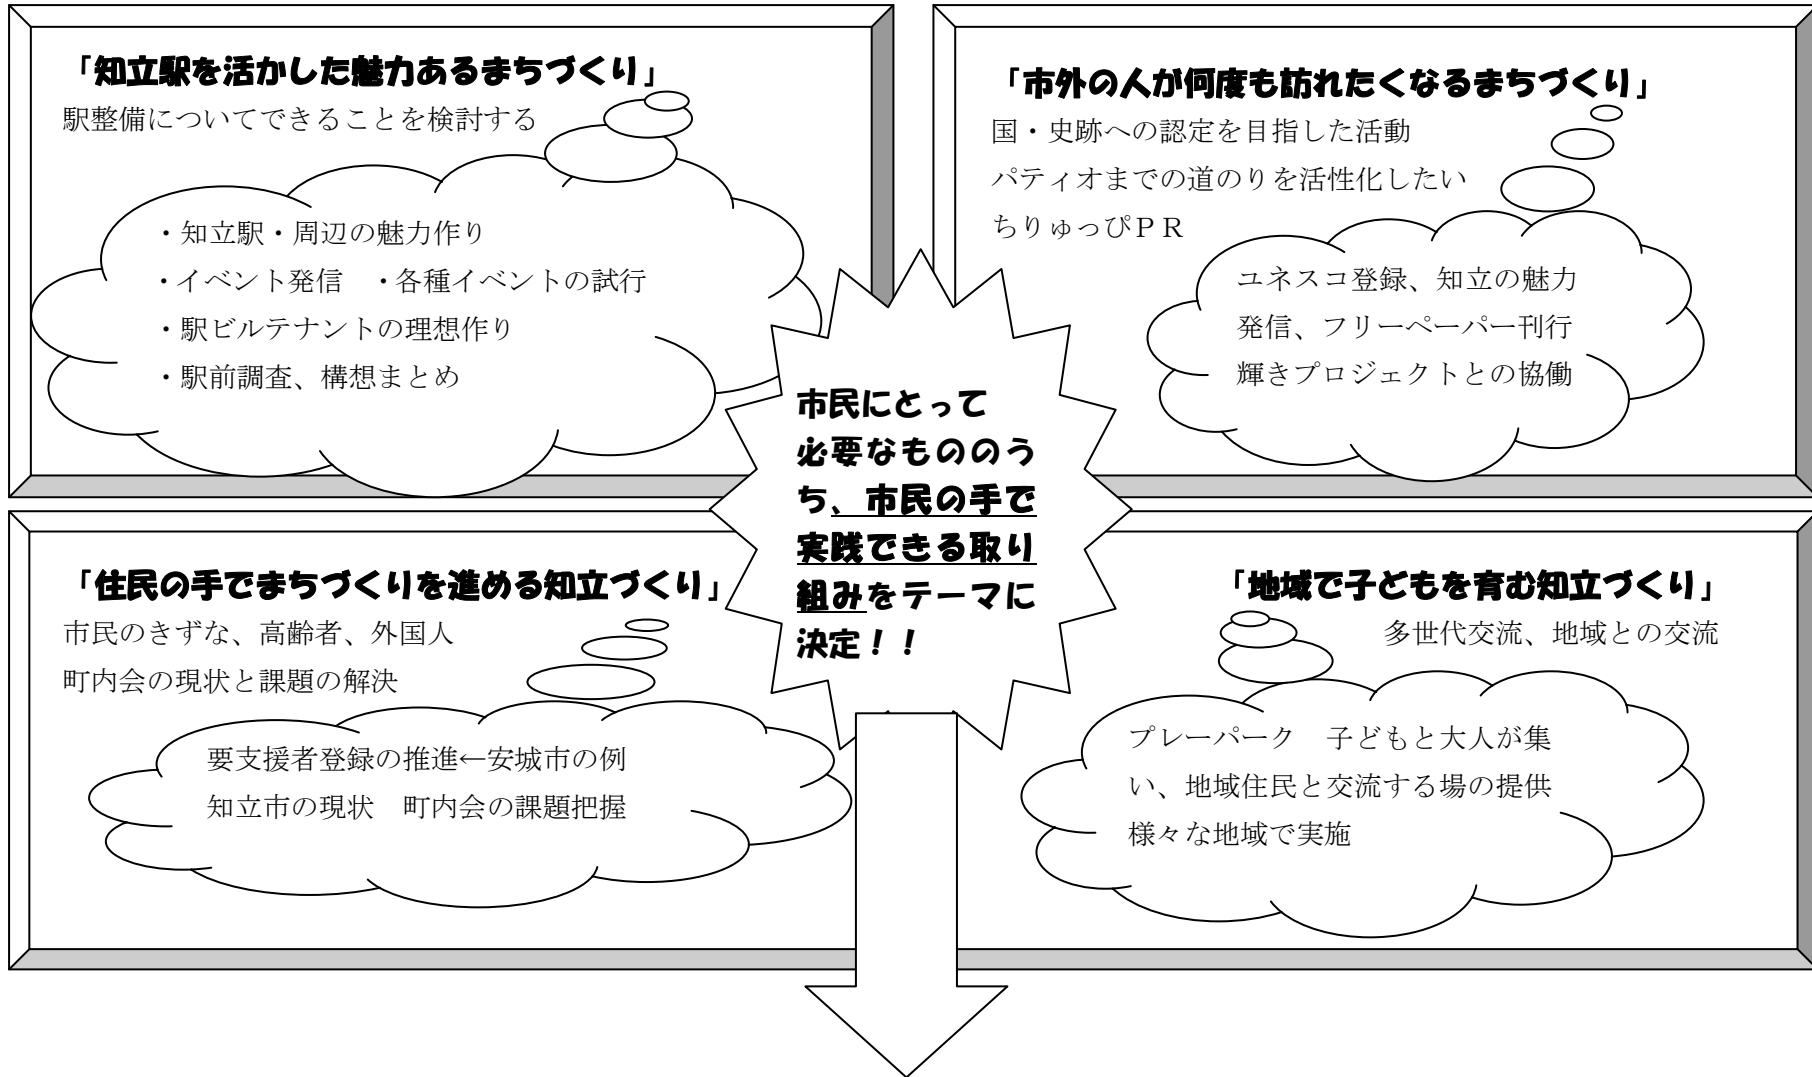 「知立駅を活かした魅力あるまちづくり」
駅整備についてできることを検討する
・知立駅・周辺の魅力作り
・イベント発信　・各種イベントの試行
・駅ビルテナントの理想作り
・駅前調査、構想まとめ
「市外の人が何度も訪れたくなるまちづくり」
国・史跡への認定を目指した活動
パティオまでの道のりを活性化したい
ちりゅっぴＰＲ
ユネスコ登録、知立の魅力
発信、フリーペーパー刊行
輝きプロジェクトとの協働
市民にとって
必要なもののう
ち、市民の手で
実践できる取り
組みをテーマに
決定！！
「住民の手でまちづくりを進める知立づくり」
市民のきずな、高齢者、外国人
町内会の現状と課題の解決
要支援者登録の推進←安城市の例
知立市の現状　町内会の課題把握
「地域で子どもを育む知立づくり」
多世代交流、地域との交流
プレーパーク　子どもと大人が集
い、地域住民と交流する場の提供
様々な地域で実施